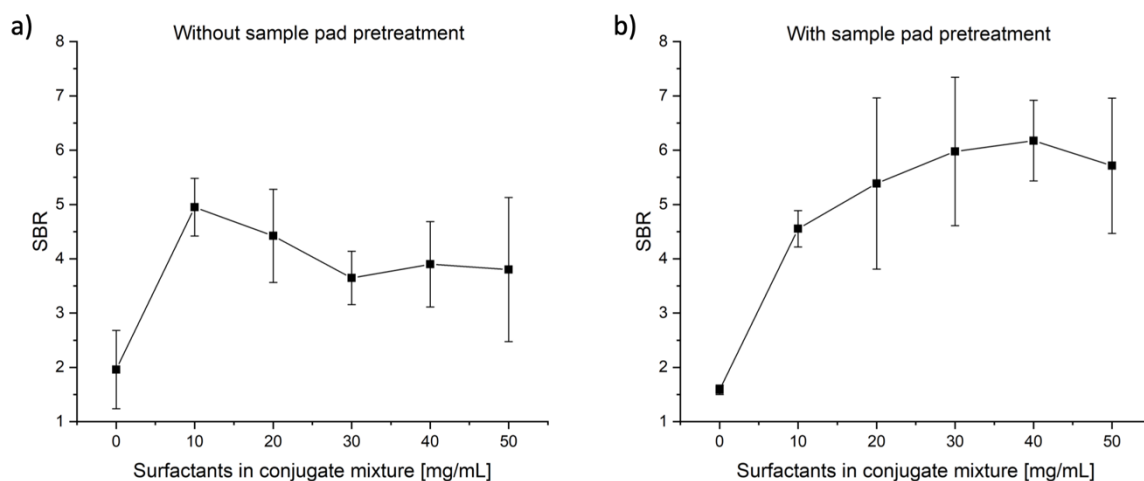 a)
Without sample pad pretreatment
8
7
6
5
4
3
2
1
SBR
0 10 20 30 40 50
Surfactants in conjugate mixture [mg/mL]
b)
With sample pad pretreatment
8
7
6
5
4
3
2
1
SBR
0 10 20 30 40 50
Surfactants in conjugate mixture [mg/mL]